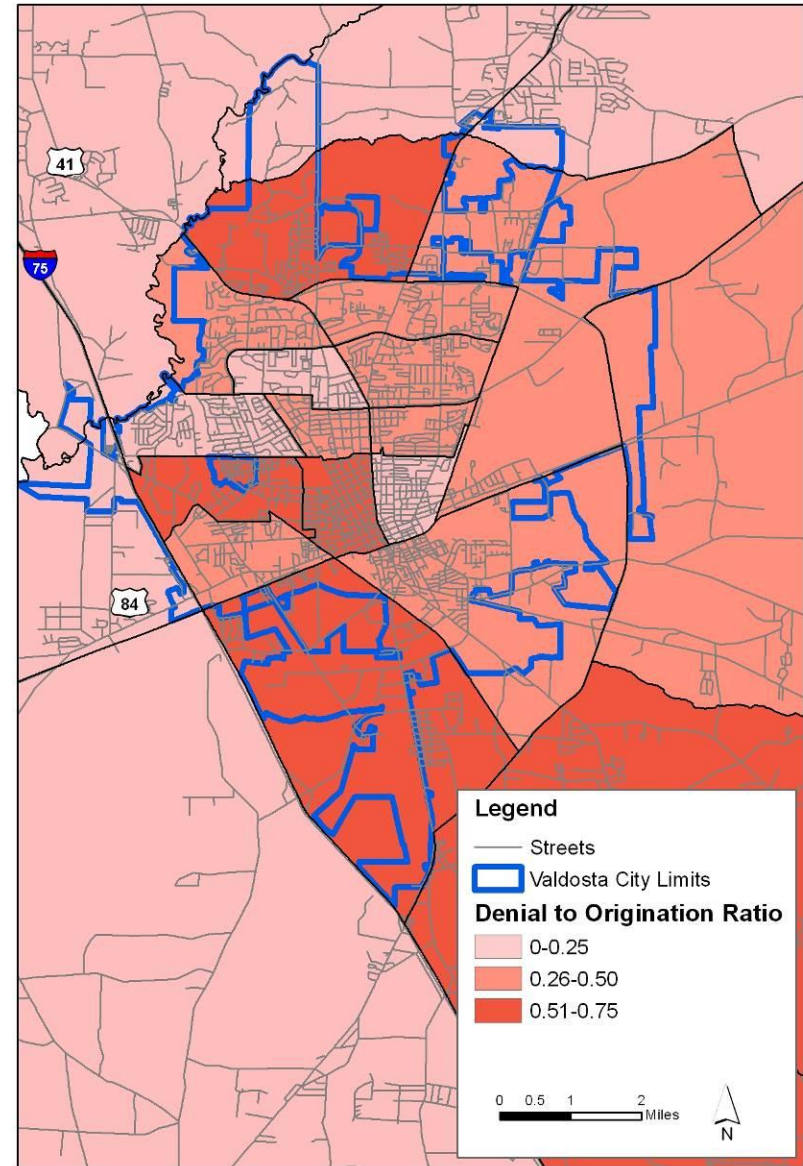 41
75
84
Legend
Streets
Valdosta City Limits
Denial to Origination Ratio
0-0.25
0.26-0.50
0.51-0.75
0 0.5 1 2
Miles
N